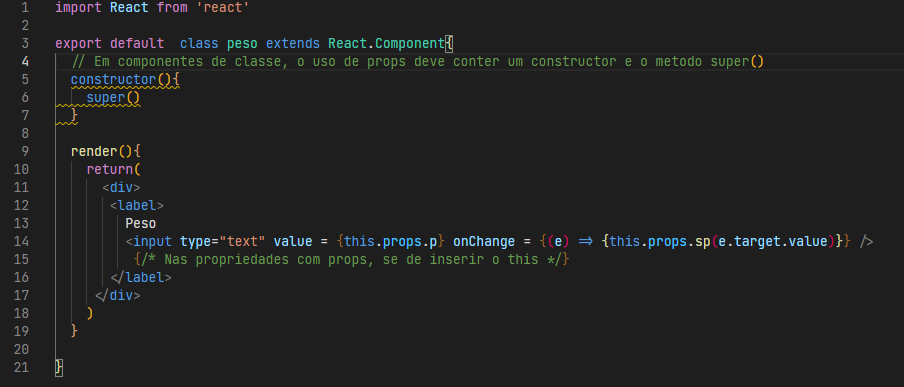 1 import React from 'react'
2
3 export default  class peso extends React.Component{
4 // Em componentes de classe, o uso de props deve conter um constructor e o metodo super()
5 constructor(){
6 super()
7 }
8
9 render(){
10 return(
11 <div>
12 <label>
13 Peso
14 <input type="text" value = {this.props.p} onChange = {(e) => {this.props.sp(e.target.value)}} />
15 {/* Nas propriedades com props, se de inserir o this */}
16 </label>
17 </div>
18 )
19 }
20
21 }